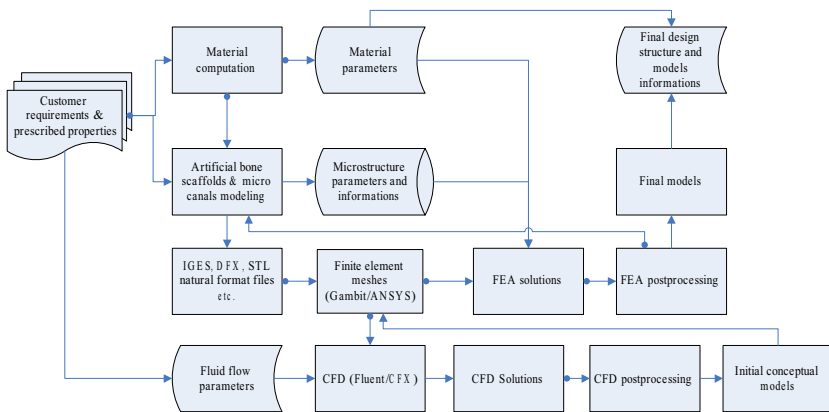 Customer
requirements &
prescribed properties
Material
computation
Material
parameters
Final design
structure and
models
informations
Artificial bone
scaffolds & micro
canals modeling
Microstructure
parameters and
informations
Final models
IGES, DFX, STL
natural format files
etc.
Finite element
meshes
(Gambit/ANSYS)
FEA solutions
FEA postprocessing
Fluid flow
parameters
CFD (Fluent/CFX)
CFD Solutions
CFD postprocessing
Initial conceptual
models